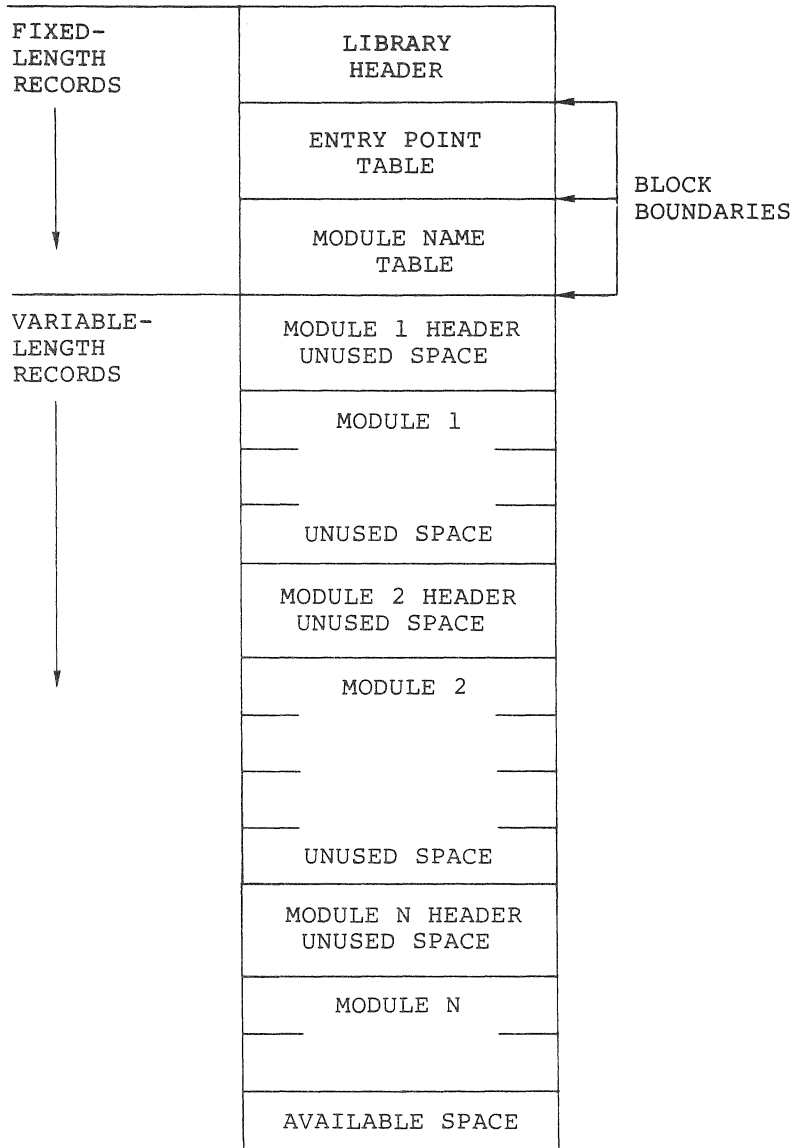 FIXED-
LENGTH
RECORDS
LIBRARY
HEADER
ENTRY POINT
TABLE
BLOCK
BOUNDARIES
MODULE NAME
TABLE
VARIABLE-
LENGTH
RECORDS
MODULE 1 HEADER
UNUSED SPACE
MODULE 1
UNUSED SPACE
MODULE 2 HEADER
UNUSED SPACE
MODULE 2
UNUSED SPACE
MODULE N HEADER
UNUSED SPACE
MODULE N
AVAILABLE SPACE